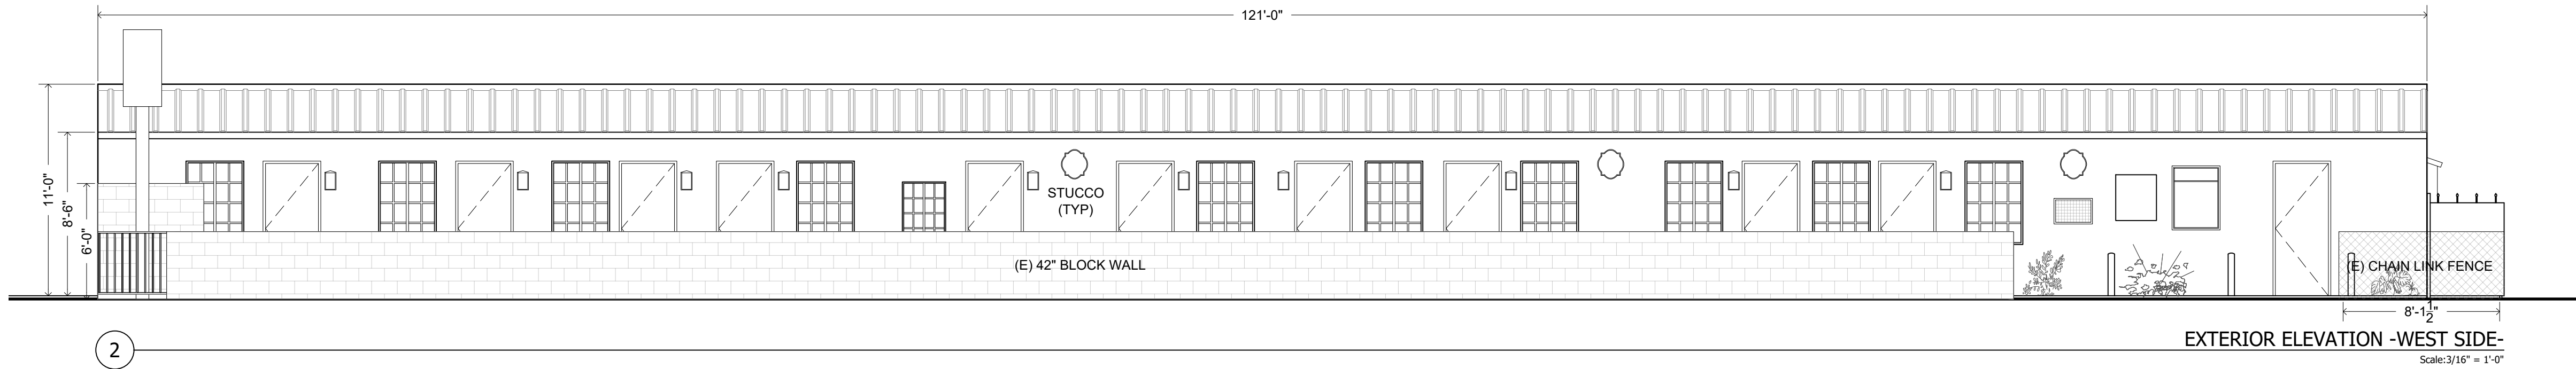 121'-0"
11'-0"
8'-6"
6'-0"
STUCCO
(TYP)
(E) 42" BLOCK WALL
(E) CHAIN LINK FENCE
8'-1 1/2"
2
EXTERIOR ELEVATION -WEST SIDE-
Scale:3/16" = 1'-0"